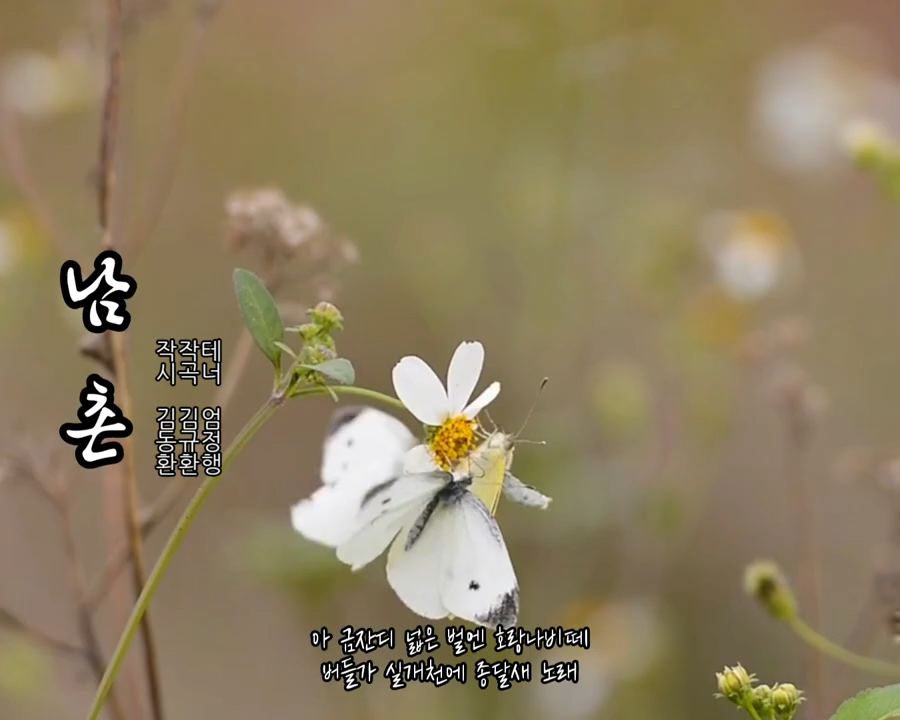 남촌
작시 김동환
작곡 김규환
테너 엄정행
아 금잔디 넓은 벌엔 호랑나비떼
버들가 실개천에 종달새 노래